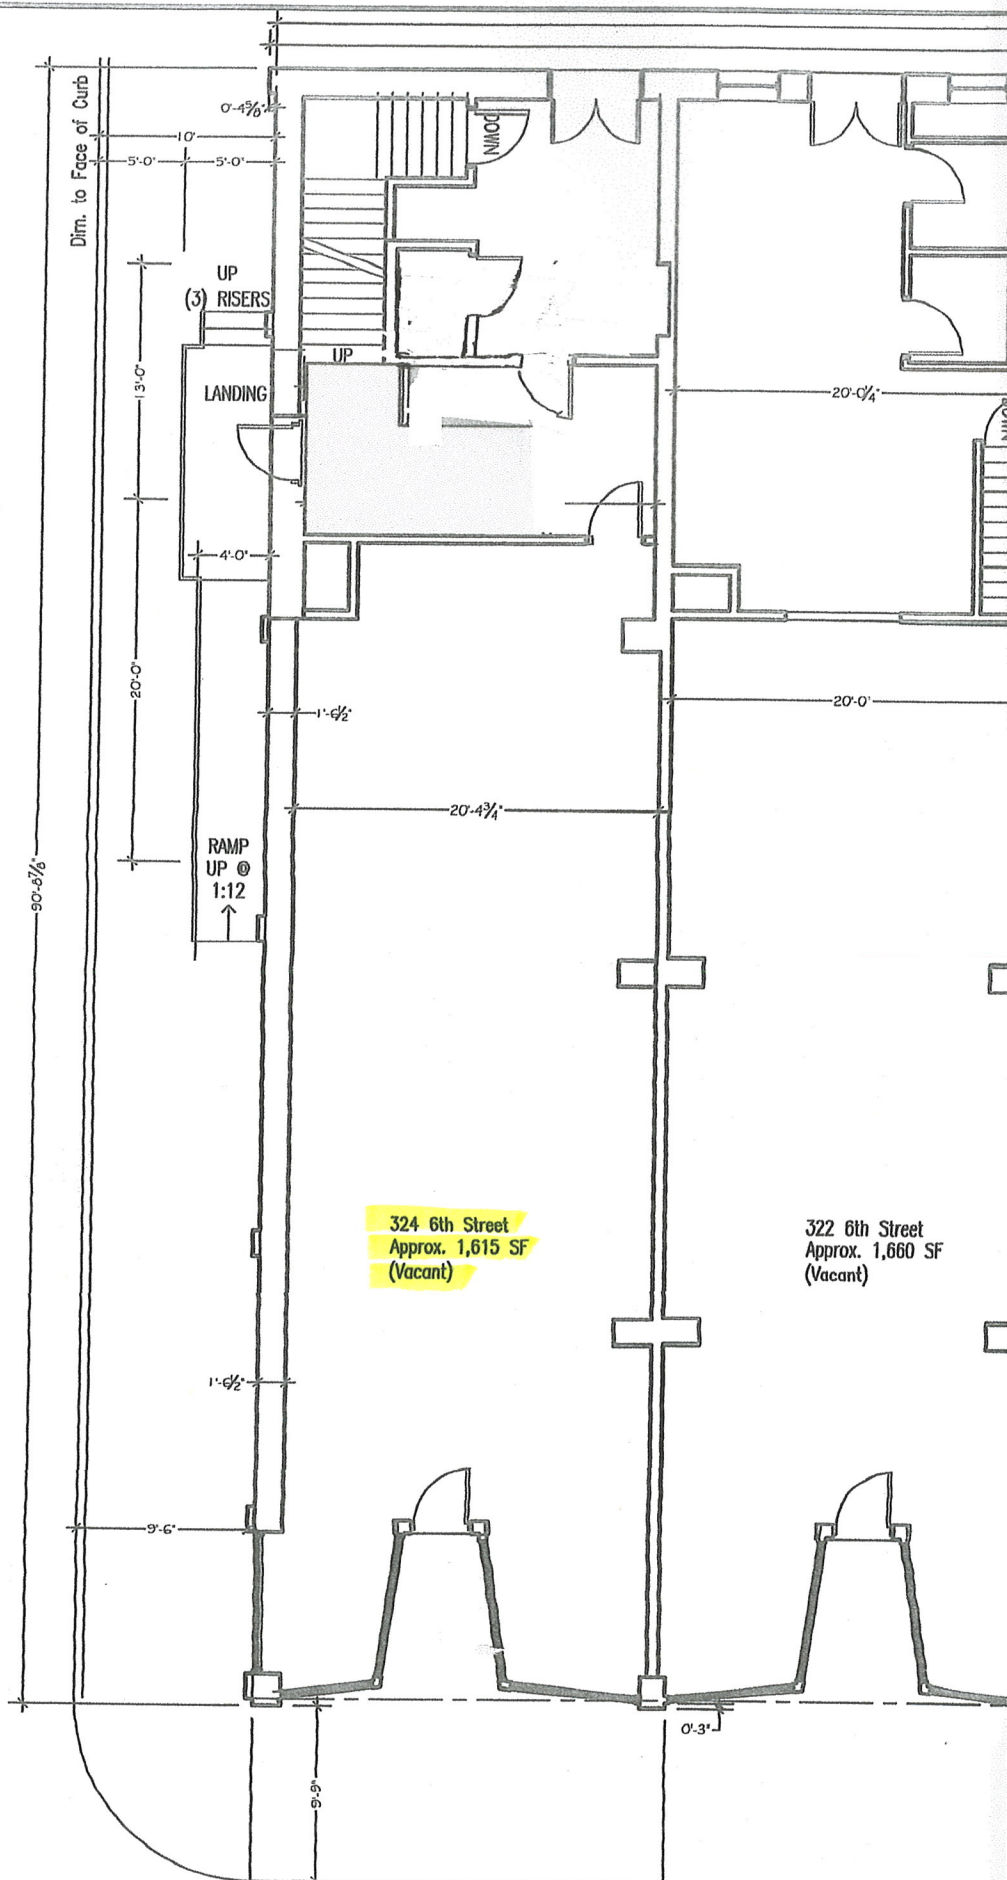 Dim. to Face of Curb
0'-4⅝"
10'
5'-0'
5'-0'
DOWN
UP
(3) RISERS
UP
13'-0"
LANDING
20'-0¼"
4'-0"
20'-0"
1'-6½"
20'-0'
20'-4¾"
90'-8⅞"
RAMP
UP @
1:12
324 6th Street
Approx. 1,615 SF
(Vacant)
322 6th Street
Approx. 1,660 SF
(Vacant)
1'-6½"
9'-6"
0'-3"
9'-9"